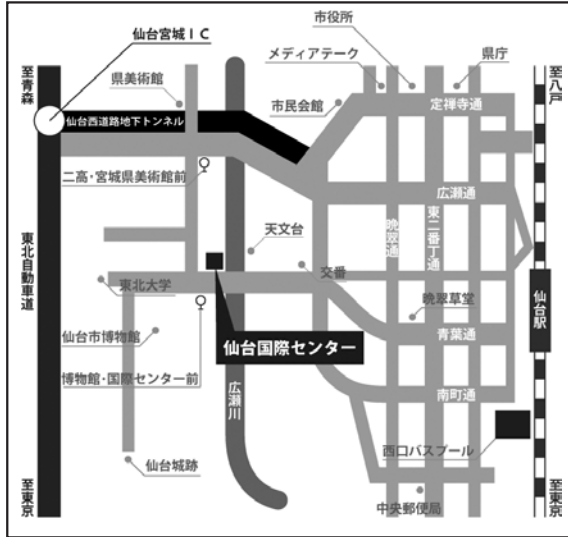 市役所
仙台宮城IC
メディアテーク
県庁
至青森
県美術館
市民会館
定禅寺通
至八戸
仙台西道路地下トンネル
二高・宮城県美術館前
広瀬通
東北自動車道
天文台
晩翠通
東二番丁通
東北大学
交番
仙台駅
晩翠草堂
仙台市博物館
仙台国際センター
青葉通
博物館・国際センター前
広瀬川
南町通
西口バスプール
仙台城跡
至東京
中央郵便局
至東京